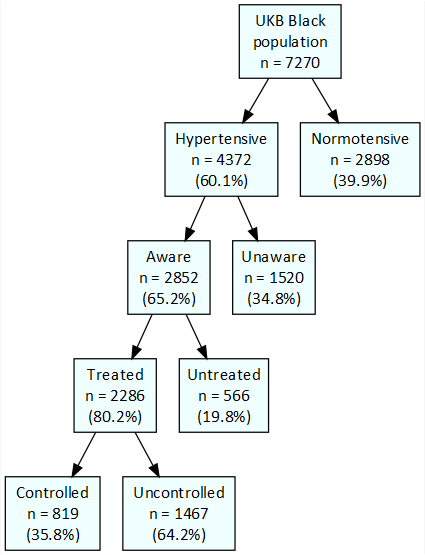 UKB Black
population
n = 7270
Hypertensive
n = 4372
(60.1%)
Normotensive
n = 2898
(39.9%)
Aware
n = 2852
(65.2%)
Unaware
n = 1520
(34.8%)
Treated
n = 2286
(80.2%)
Untreated
n = 566
(19.8%)
Controlled
n = 819
(35.8%)
Uncontrolled
n = 1467
(64.2%)